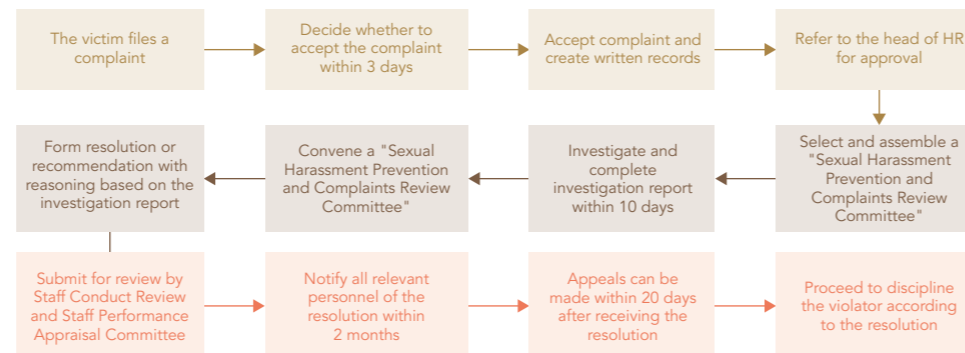 The victim files a
complaint
Decide whether to
accept the complaint
within 3 days
Accept complaint and
create written records
Refer to the head of HR
for approval
Select and assemble a
"Sexual Harassment
Prevention and
Complaints Review
Committee"
Investigate and
complete
investigation report
within 10 days
Convene a "Sexual
Harassment Prevention
and Complaints Review
Committee"
Form resolution or
recommendation with
reasoning based on the
investigation report
Submit for review by
Staff Conduct Review
and Staff Performance
Appraisal Committee
Notify all relevant
personnel of the
resolution within
2 months
Appeals can be
made within 20 days
after receiving the
resolution
Proceed to discipline
the violator according
to the resolution